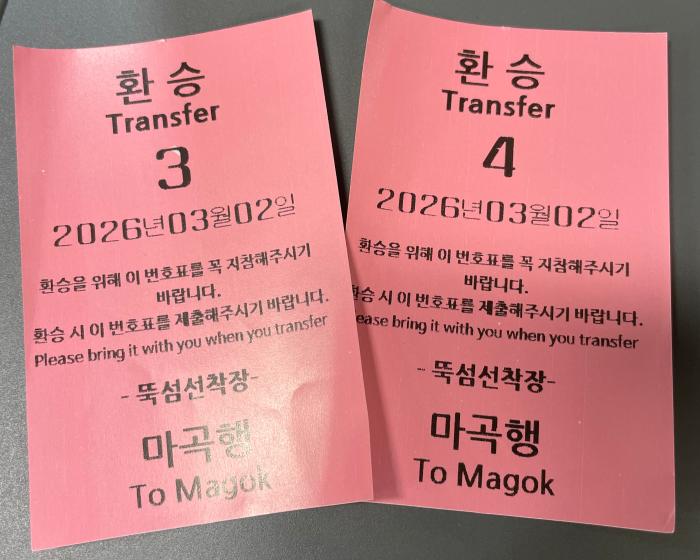 환 승
Transfer
3
2026년03월02일
환승을 위해 이 번호표를 꼭 지참해주시기
바랍니다.
환승 시 이 번호표를 제출해주시기 바랍니다.
Please bring it with you when you transfer
- 뚝섬선착장-
마곡행
To Magok
환 승
Transfer
4
2026년03월02일
환승을 위해 이 번호표를 꼭 지참해주시기
바랍니다.
환승 시 이 번호표를 제출해주시기 바랍니다.
ease bring it with you when you transfer
- 뚝섬선착장-
마곡행
To Magok